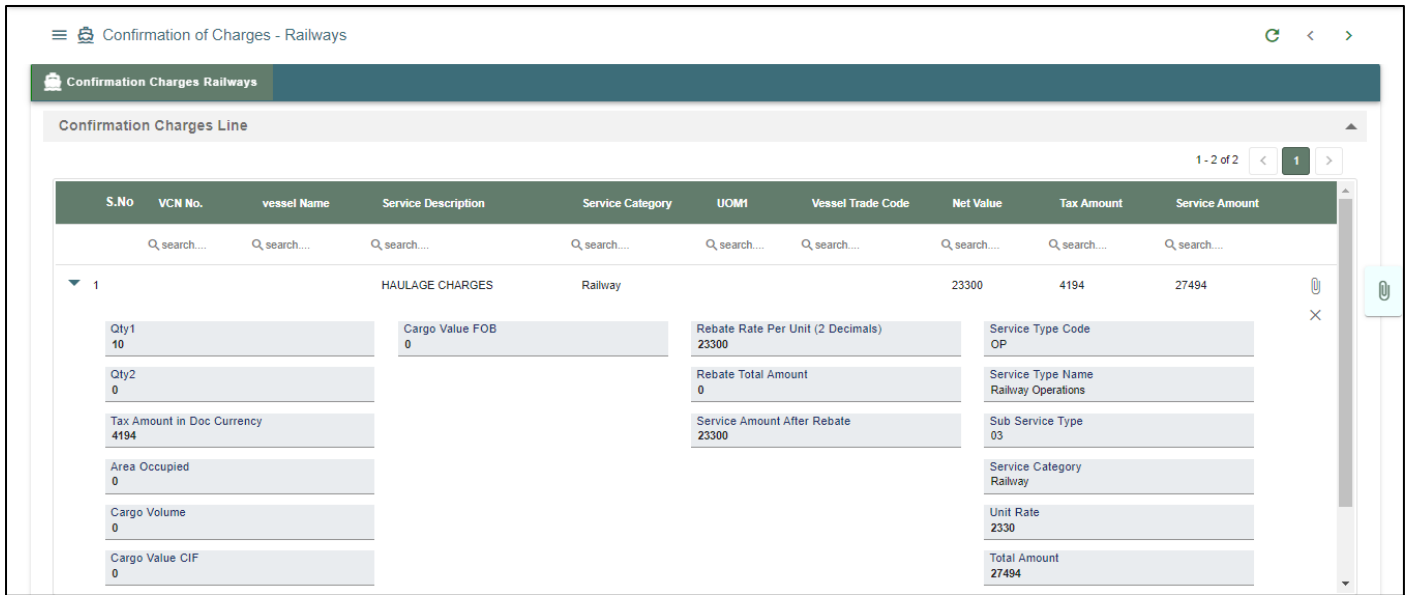 Confirmation of Charges - Railways
Confirmation Charges Railways
Confirmation Charges Line
1 - 2 of 2 < 1 >
S.No VCN No. vessel Name Service Description Service Category UOM1 Vessel Trade Code Net Value Tax Amount Service Amount
search.... search.... search.... search.... search.... search.... search.... search.... search....
1 HAULAGE CHARGES Railway 23300 4194 27494
Qty1 Cargo Value FOB Rebate Rate Per Unit (2 Decimals) Service Type Code
10 0 23300 OP
Qty2 Rebate Total Amount Service Type Name
0 0 Railway Operations
Tax Amount in Doc Currency Service Amount After Rebate Sub Service Type
4194 23300 03
Area Occupied Service Category
0 Railway
Cargo Volume Unit Rate
0 2330
Cargo Value CIF Total Amount
0 27494